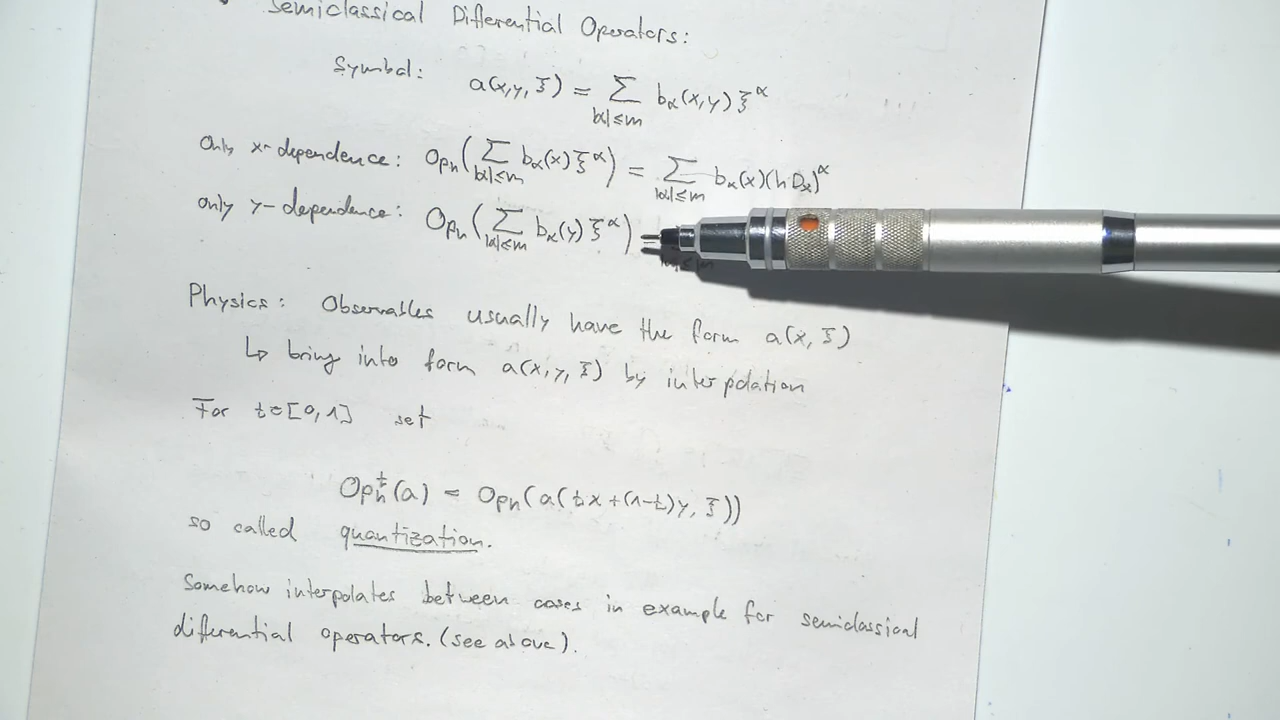 Semiclassical Differential Operators:
Symbol: a(x,y,ξ) = Σ_{|α|≤m} b_α(x,y) ξ^α
Only x-dependence: Op_h(Σ_{|α|≤m} b_α(x) ξ^α) = Σ_{|α|≤m} b_α(x)(h D_x)^α
only y-dependence: Op_h(Σ_{|α|≤m} b_α(y) ξ^α)
Physics: Observables usually have the form a(x, ξ)
↳ bring into form a(x,y,ξ) by interpolation
For t∈[0,1] set
Op_h^t(a) = Op_h(a(tx+(1-t)y, ξ))
so called quantization.
Somehow interpolates between cases in example for semiclassical
differential operators. (see above).